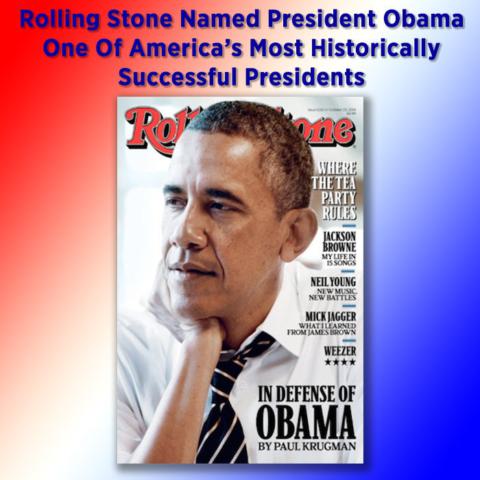 Rolling Stone Named President Obama
One Of America's Most Historically
Successful Presidents
WHERE
THE TEA
PARTY
RULES
JACKSON
BROWNE
MY LIFE IN
15 SONGS
NEIL YOUNG
NEW MUSIC,
NEW BATTLES
MICK JAGGER
WHAT I LEARNED
FROM JAMES BROWN
WEEZER
★★★★
IN DEFENSE OF
OBAMA
BY PAUL KRUGMAN